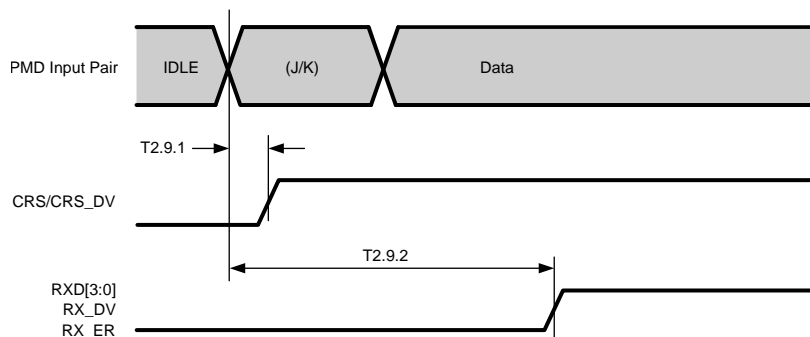 PMD Input Pair
IDLE
(J/K)
Data
T2.9.1
CRS/CRS_DV
T2.9.2
RXD[3:0]
RX_DV
RX_ER